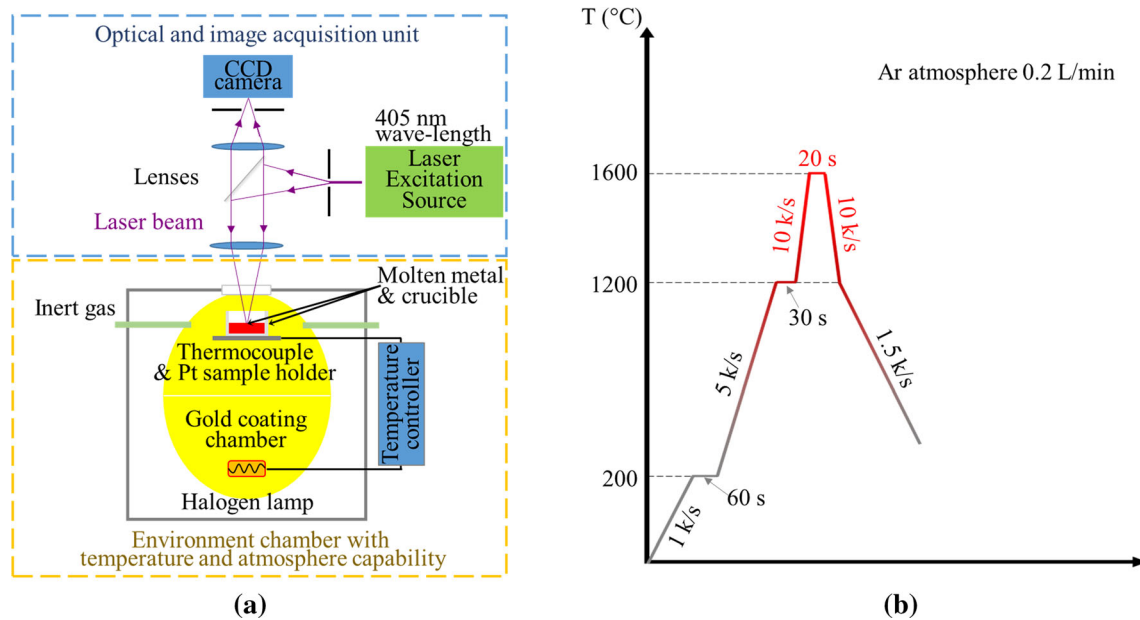 Optical and image acquisition unit
CCD
camera
405 nm
wave-length
Laser
Excitation
Source
Lenses
Laser beam
Molten metal
& crucible
Inert gas
Thermocouple
& Pt sample holder
Temperature
controller
Gold coating
chamber
Halogen lamp
Environment chamber with
temperature and atmosphere capability
(a)
T (°C)
Ar atmosphere 0.2 L/min
20 s
1600
10 k/s
10 k/s
1200
30 s
5 k/s
1.5 k/s
200
60 s
1 k/s
(b)